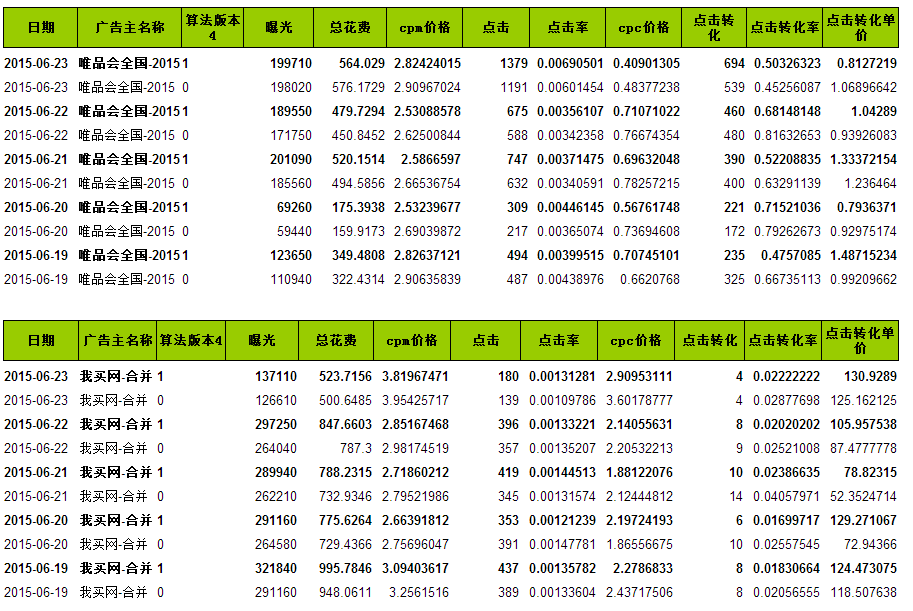 日期 广告主名称 算法版本4 曝光 总花费 cpm价格 点击 点击率 cpc价格 点击转化 点击转化率 点击转化单价
2015-06-23 唯品会全国-2015 1 199710 564.029 2.82424015 1379 0.00690501 0.40901305 694 0.50326323 0.8127219
2015-06-23 唯品会全国-2015 0 198020 576.1729 2.90967024 1191 0.00601454 0.48377238 539 0.45256087 1.06896642
2015-06-22 唯品会全国-2015 1 189550 479.7294 2.53088578 675 0.00356107 0.71071022 460 0.68148148 1.04289
2015-06-22 唯品会全国-2015 0 171750 450.8452 2.62500844 588 0.00342358 0.76674354 480 0.81632653 0.93926083
2015-06-21 唯品会全国-2015 1 201090 520.1514 2.5866597 747 0.00371475 0.69632048 390 0.52208835 1.33372154
2015-06-21 唯品会全国-2015 0 185560 494.5856 2.66536754 632 0.00340591 0.78257215 400 0.63291139 1.236464
2015-06-20 唯品会全国-2015 1 69260 175.3938 2.53239677 309 0.00446145 0.56761748 221 0.71521036 0.7936371
2015-06-20 唯品会全国-2015 0 59440 159.9173 2.69039872 217 0.00365074 0.73694608 172 0.79262673 0.92975174
2015-06-19 唯品会全国-2015 1 123650 349.4808 2.82637121 494 0.00399515 0.70745101 235 0.4757085 1.48715234
2015-06-19 唯品会全国-2015 0 110940 322.4314 2.90635839 487 0.00438976 0.6620768 325 0.66735113 0.99209662
日期 广告主名称 算法版本4 曝光 总花费 cpm价格 点击 点击率 cpc价格 点击转化 点击转化率 点击转化单价
2015-06-23 我买网-合并 1 137110 523.7156 3.81967471 180 0.00131281 2.90953111 4 0.02222222 130.9289
2015-06-23 我买网-合并 0 126610 500.6485 3.95425717 139 0.00109786 3.60178777 4 0.02877698 125.162125
2015-06-22 我买网-合并 1 297250 847.6603 2.85167468 396 0.00133221 2.14055631 8 0.02020202 105.957538
2015-06-22 我买网-合并 0 264040 787.3 2.98174519 357 0.00135207 2.20532213 9 0.02521008 87.4777778
2015-06-21 我买网-合并 1 289940 788.2315 2.71860212 419 0.00144513 1.88122076 10 0.02386635 78.82315
2015-06-21 我买网-合并 0 262210 732.9346 2.79521986 345 0.00131574 2.12444812 14 0.04057971 52.3524714
2015-06-20 我买网-合并 1 291160 775.6264 2.66391812 353 0.00121239 2.19724193 6 0.01699717 129.271067
2015-06-20 我买网-合并 0 264580 729.4366 2.75696047 391 0.00147781 1.86556675 10 0.02557545 72.94366
2015-06-19 我买网-合并 1 321840 995.7846 3.09403617 437 0.00135782 2.2786833 8 0.01830664 124.473075
2015-06-19 我买网-合并 0 291160 948.0611 3.2561516 389 0.00133604 2.43717506 8 0.02056555 118.507638